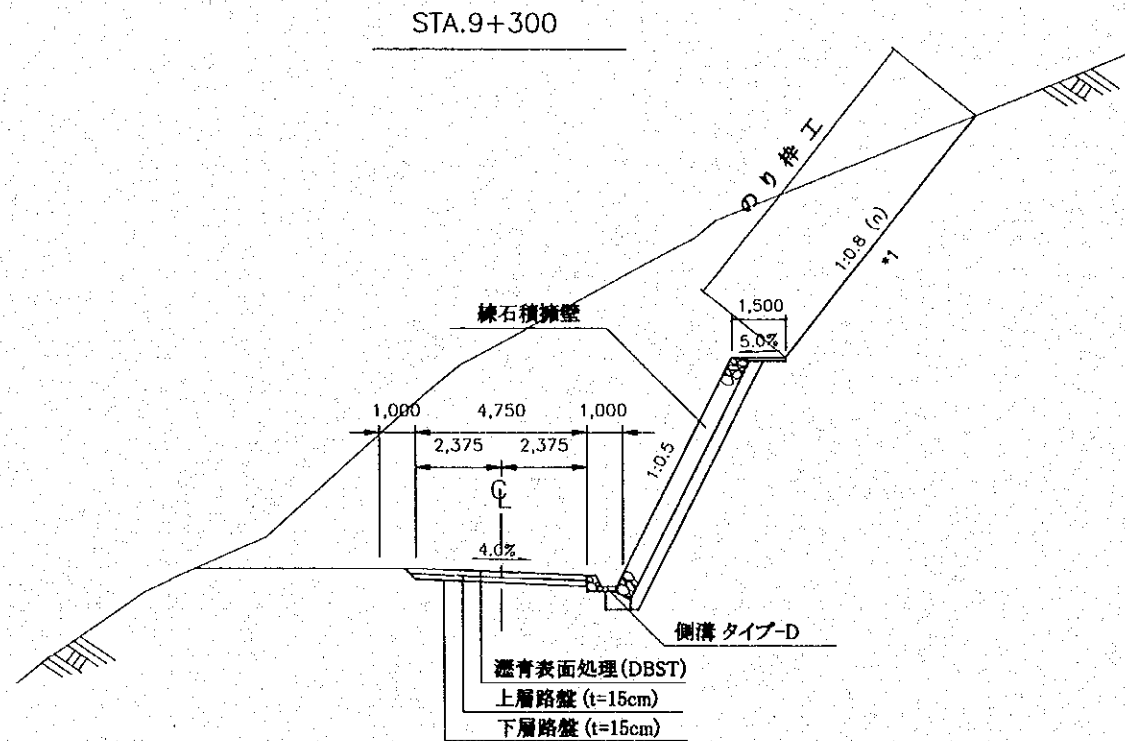 STA.9+300
のり枠工
1:0.8 (n)
*1
1,500
5.0%
練石積擁壁
1,000 4,750 1,000
2,375 2,375
CL
1:0.5
4.0%
側溝 タイプ-D
瀝青表面処理(DBST)
上層路盤 (t=15cm)
下層路盤 (t=15cm)